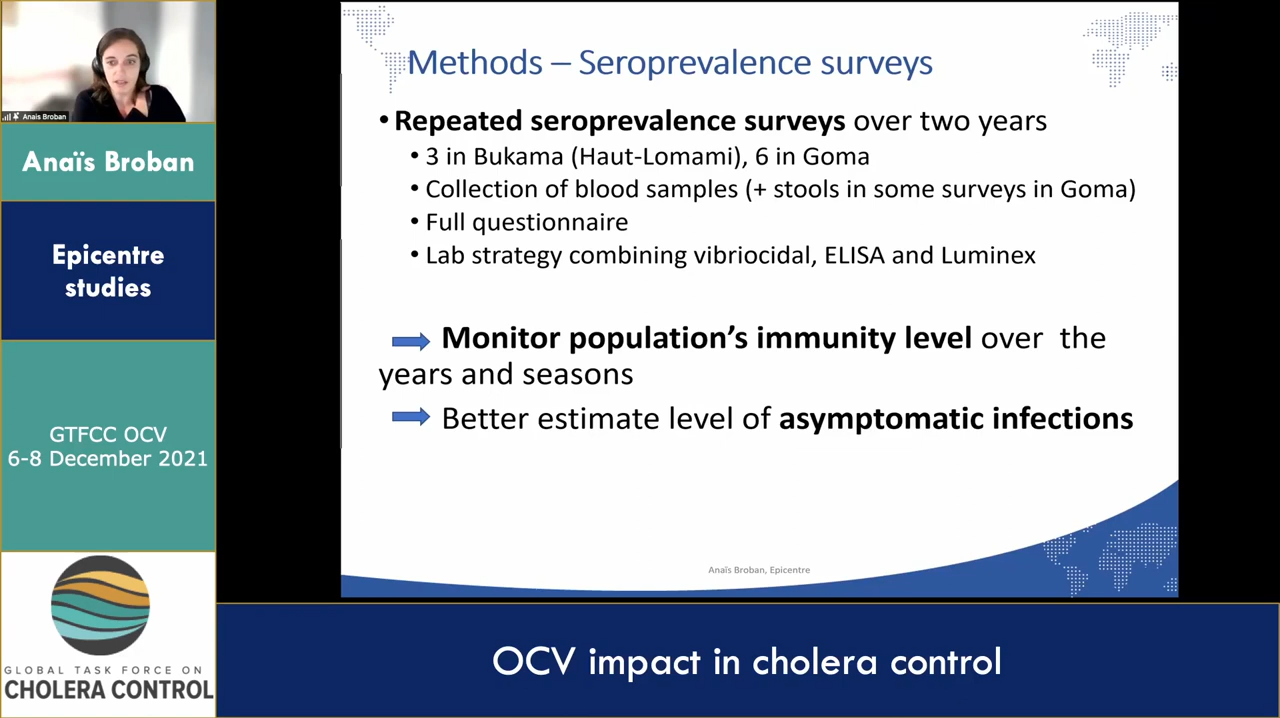 Anais Broban
Anaïs Broban
Epicentre
studies
GTFCC OCV
6-8 December 2021
GLOBAL TASK FORCE ON
CHOLERA CONTROL
Methods – Seroprevalence surveys
• Repeated seroprevalence surveys over two years
• 3 in Bukama (Haut-Lomami), 6 in Goma
• Collection of blood samples (+ stools in some surveys in Goma)
• Full questionnaire
• Lab strategy combining vibriocidal, ELISA and Luminex
Monitor population’s immunity level over the
years and seasons
Better estimate level of asymptomatic infections
Anaïs Broban, Epicentre
OCV impact in cholera control